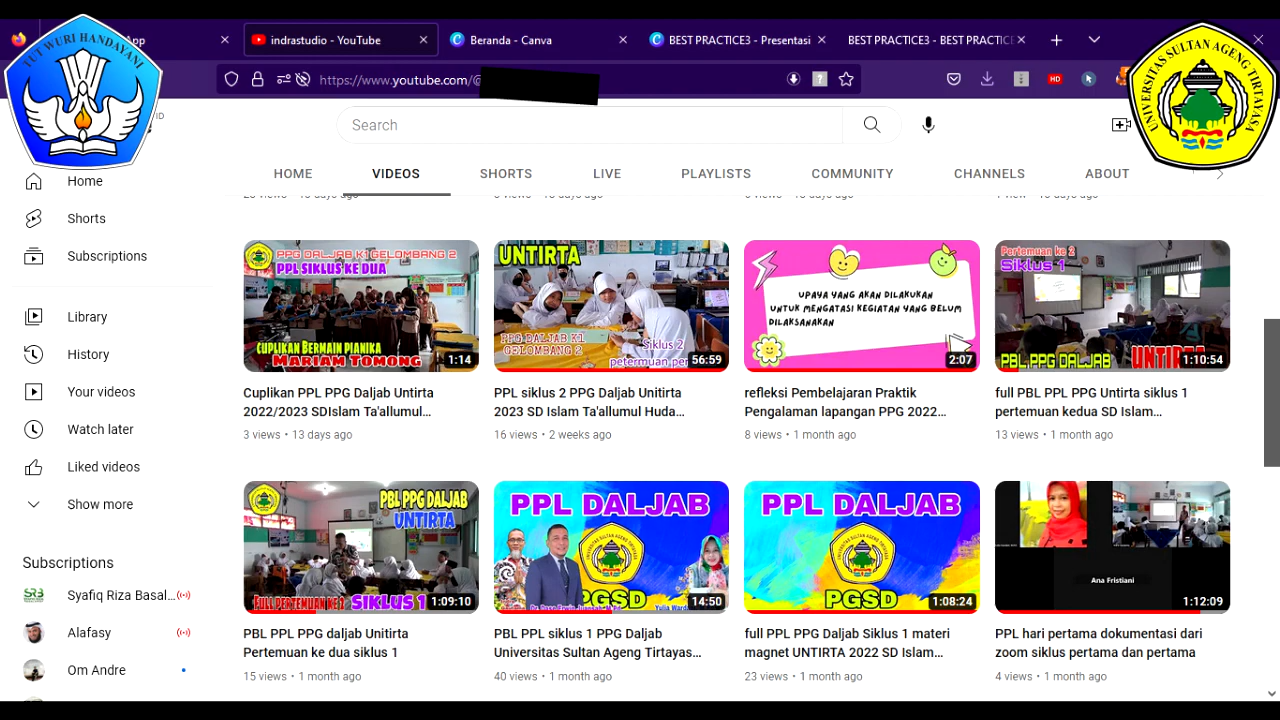 TUT WURI HANDAYANI
UNIVERSITAS SULTAN AGENG TIRTAYASA
indrastudio - YouTube
Beranda - Canva
BEST PRACTICE3 - Presentasi
BEST PRACTICE3 - BEST PRACTICE
https://www.youtube.com/@
HD
ID
Search
HOME
VIDEOS
SHORTS
LIVE
PLAYLISTS
COMMUNITY
CHANNELS
ABOUT
Home
Shorts
Subscriptions
Library
History
Your videos
Watch later
Liked videos
Show more
Subscriptions
Syafiq Riza Basal...
Alafasy
Om Andre
PPG DALJAB K1 GELOMBANG 2
PPL SIKLUS KE DUA
CUPLIKAN BERMAIN PIANIKA
MARIAM TOMONG
1:14
Cuplikan PPL PPG Daljab Untirta
2022/2023 SDIslam Ta'allumul...
3 views • 13 days ago
UNTIRTA
PPG DALJAB K1
GELOMBANG 2
Siklus 2
petermuan per
56:59
PPL siklus 2 PPG Daljab Unitirta
2023 SD Islam Ta'allumul Huda...
16 views • 2 weeks ago
UPAYA YANG AKAN DILAKUKAN
UNTUK MENGATASI KEGIATAN YANG BELUM
DILAKSANAKAN
2:07
refleksi Pembelajaran Praktik
Pengalaman lapangan PPG 2022...
8 views • 1 month ago
Pertemuan ke 2
Siklus 1
PBL PPG DALJAB
UNTIRTA
1:10:54
full PBL PPL PPG Untirta siklus 1
pertemuan kedua SD Islam...
13 views • 1 month ago
PBL PPG DALJAB
UNTIRTA
FULL PERTEMUAN KE 2 SIKLUS 1
1:09:10
PBL PPL PPG daljab Unitirta
Pertemuan ke dua siklus 1
15 views • 1 month ago
PPL DALJAB
PGSD
14:50
PBL PPL siklus 1 PPG Daljab
Universitas Sultan Ageng Tirtayas...
40 views • 1 month ago
PPL DALJAB
PGSD
1:08:24
full PPL PPG Daljab Siklus 1 materi
magnet UNTIRTA 2022 SD Islam...
23 views • 1 month ago
Ana Fristiani
1:12:09
PPL hari pertama dokumentasi dari
zoom siklus pertama dan pertama
4 views • 1 month ago